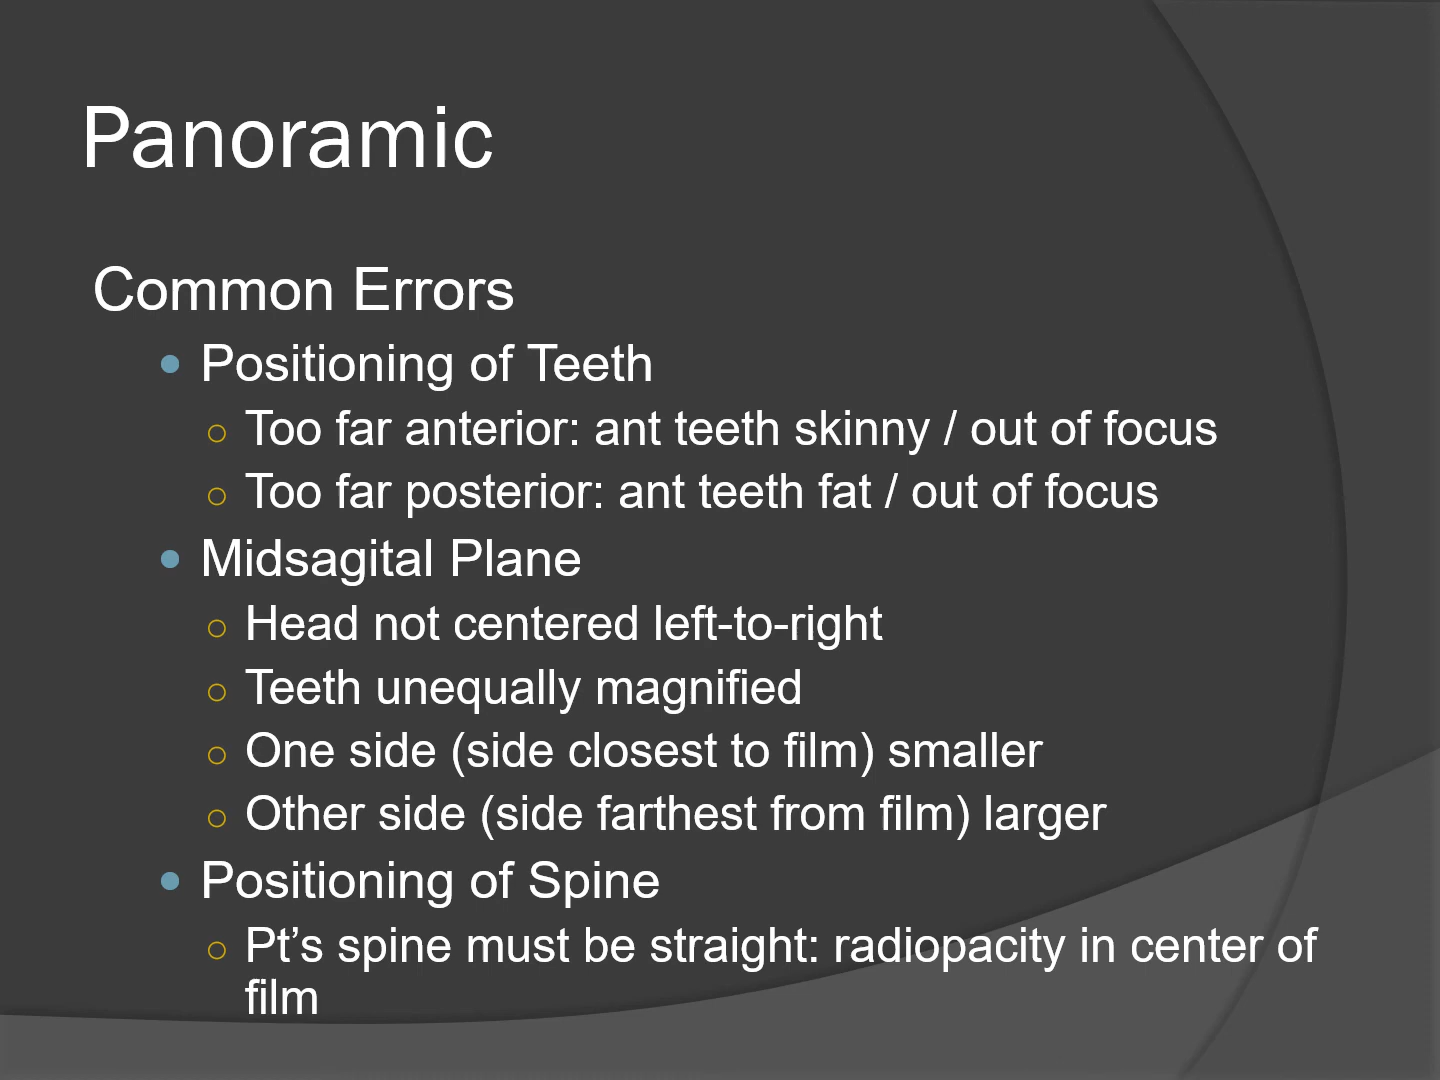 Panoramic
Common Errors
Positioning of Teeth
Too far anterior: ant teeth skinny / out of focus
Too far posterior: ant teeth fat / out of focus
Midsagital Plane
Head not centered left-to-right
Teeth unequally magnified
One side (side closest to film) smaller
Other side (side farthest from film) larger
Positioning of Spine
Pt’s spine must be straight: radiopacity in center of
film